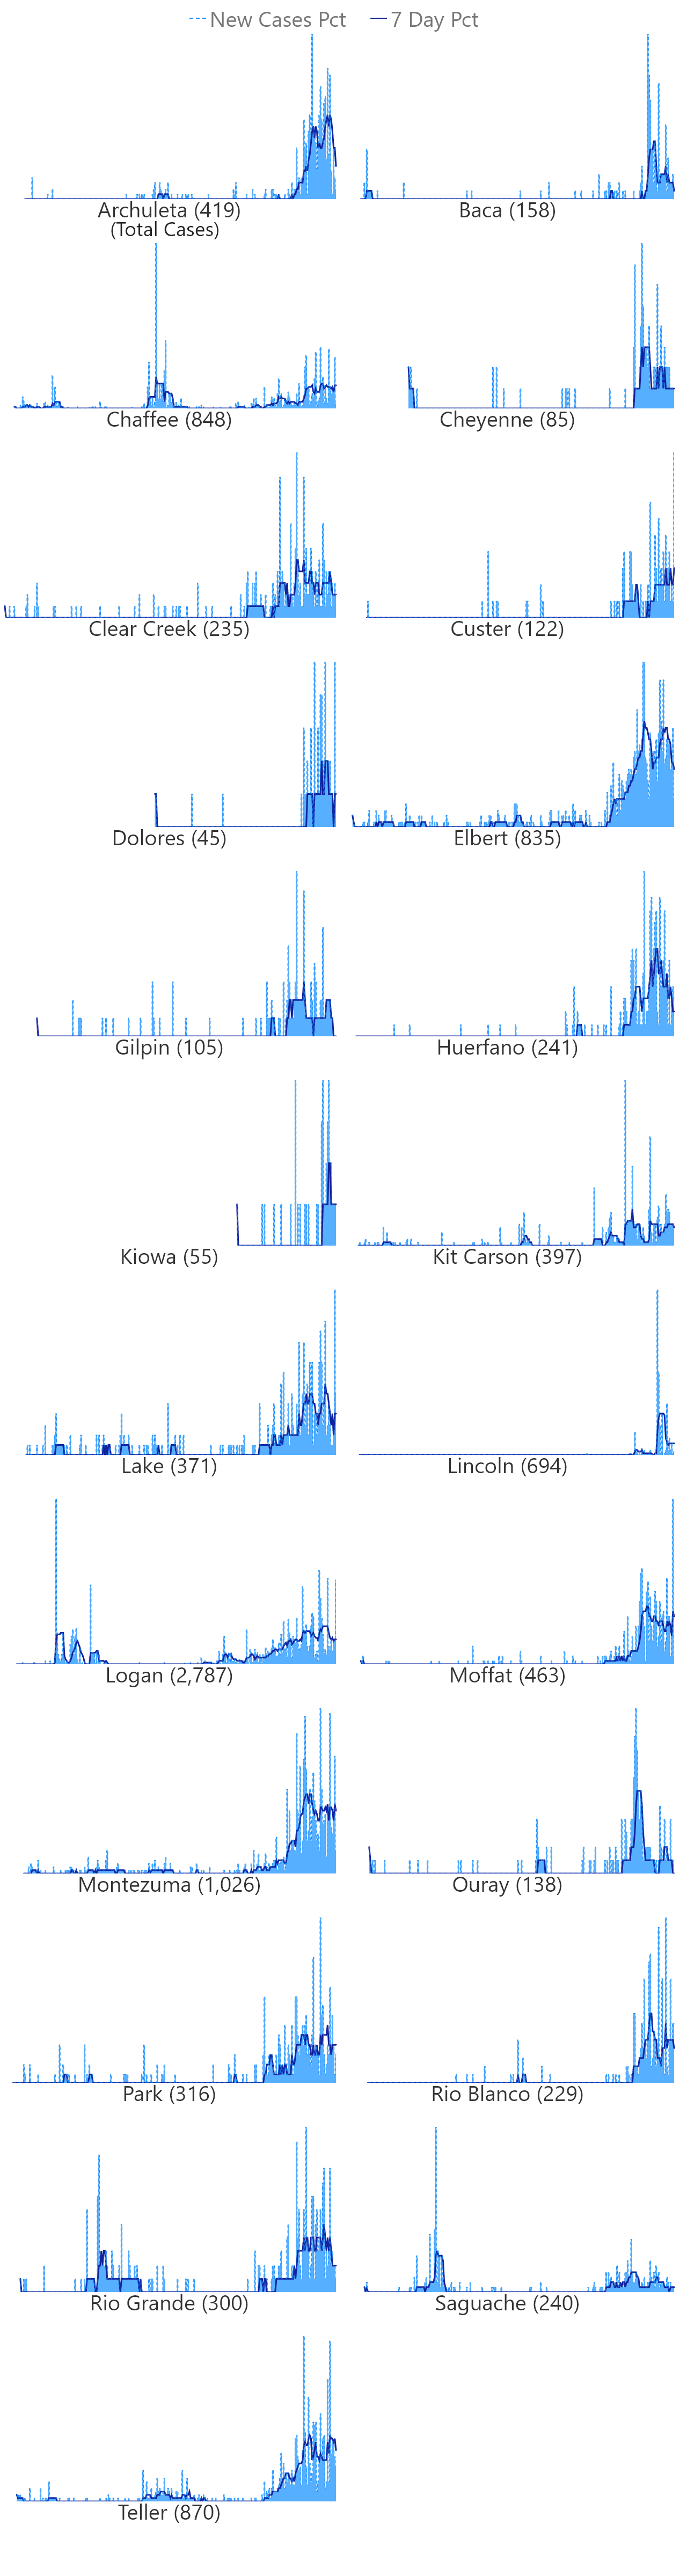 New Cases Pct 7 Day Pct
Archuleta (419) Baca (158)
(Total Cases)
Chaffee (848) Cheyenne (85)
Clear Creek (235) Custer (122)
Dolores (45) Elbert (835)
Gilpin (105) Huerfano (241)
Kiowa (55) Kit Carson (397)
Lake (371) Lincoln (694)
Logan (2,787) Moffat (463)
Montezuma (1,026) Ouray (138)
Park (316) Rio Blanco (229)
Rio Grande (300) Saguache (240)
Teller (870)